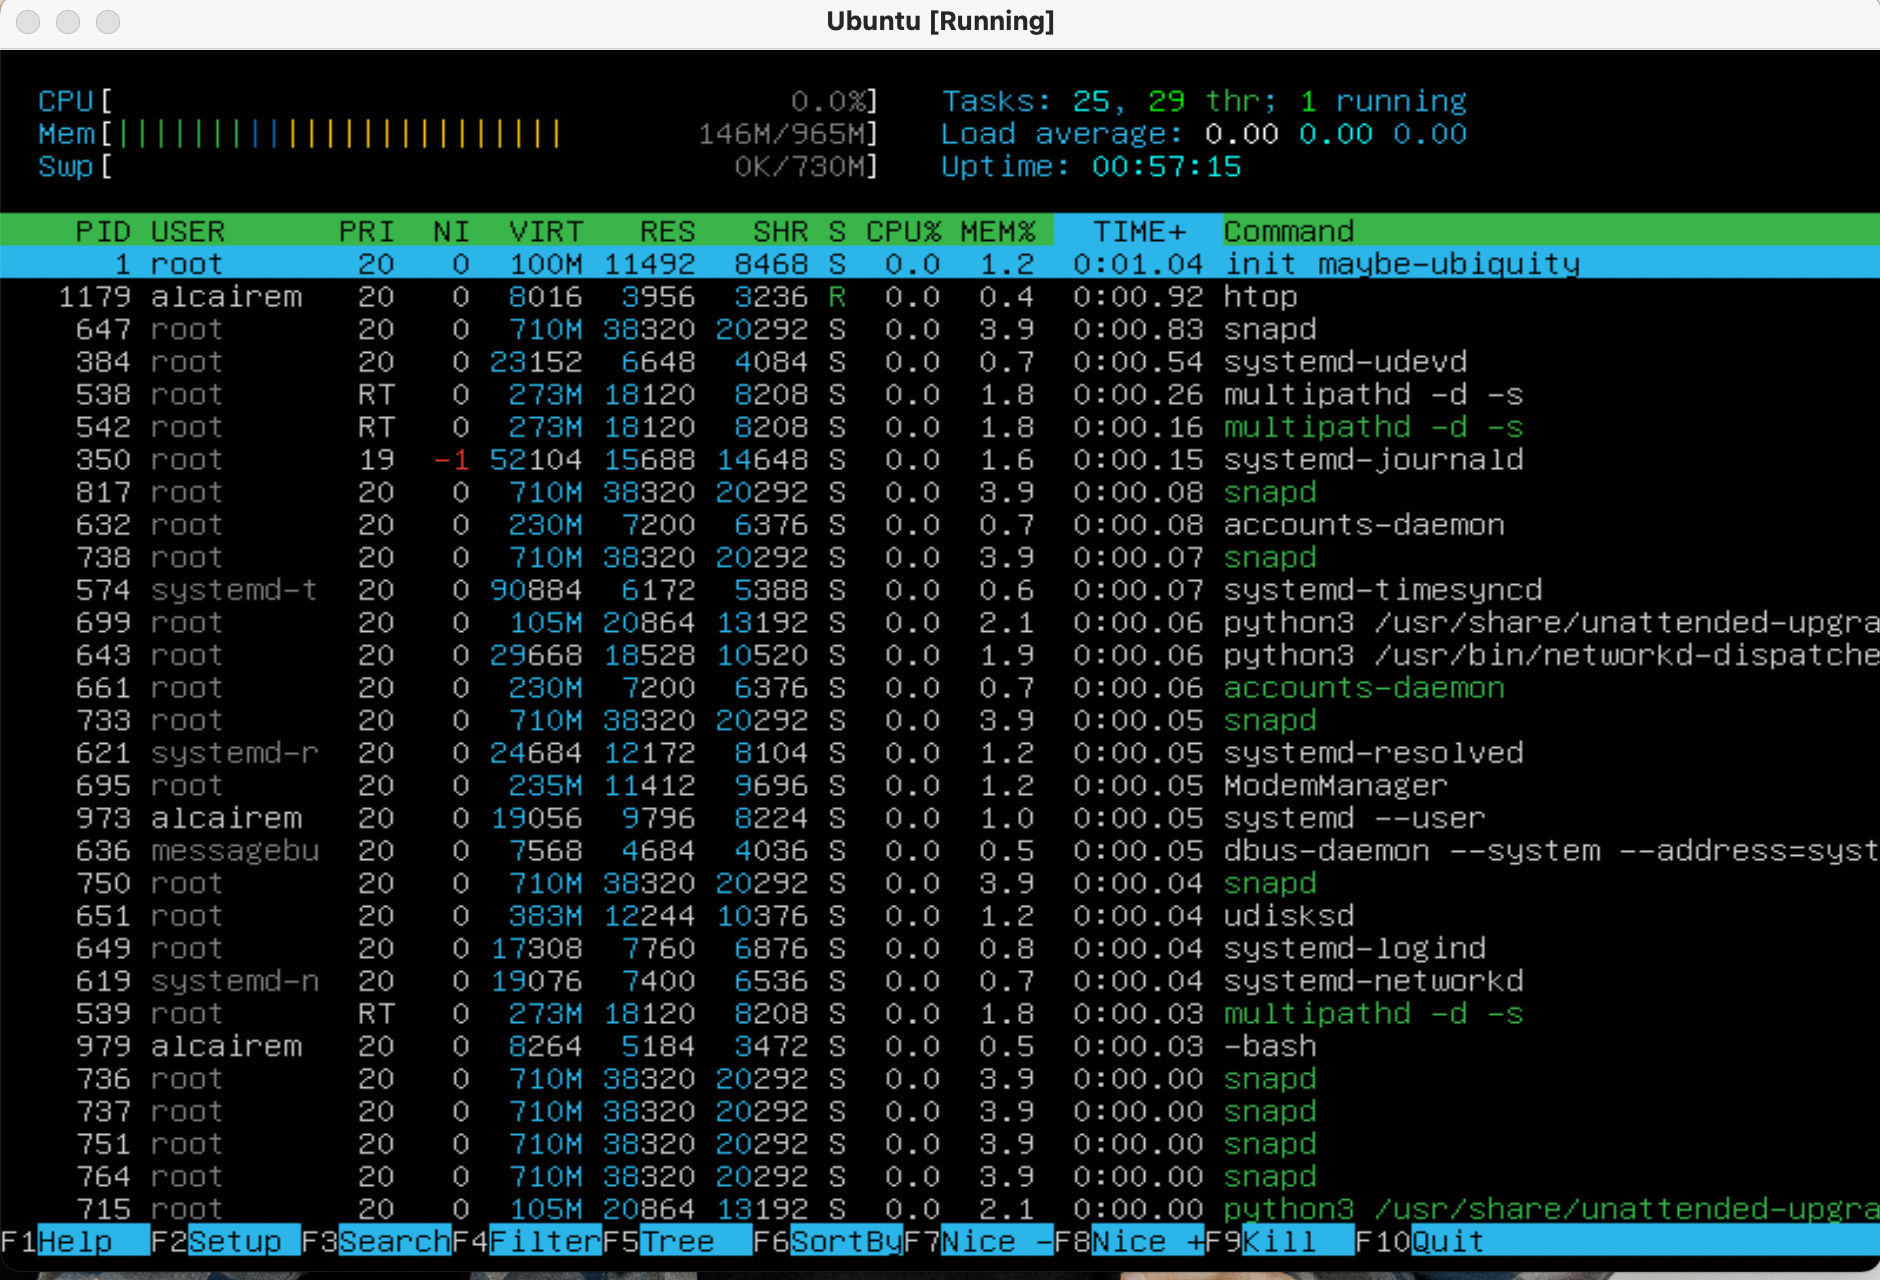 Ubuntu [Running]
CPU[ 0.0%] Tasks: 25, 29 thr; 1 running
Mem[||||||||||||||||||||||||||| 146M/965M] Load average: 0.00 0.00 0.00
Swp[ 0K/730M] Uptime: 00:57:15
PID USER PRI NI VIRT RES SHR S CPU% MEM% TIME+ Command
1 root 20 0 100M 11492 8468 S 0.0 1.2 0:01.04 init maybe-ubiquity
1179 alcairem 20 0 8016 3956 3236 R 0.0 0.4 0:00.92 htop
647 root 20 0 710M 38320 20292 S 0.0 3.9 0:00.83 snapd
384 root 20 0 23152 6648 4084 S 0.0 0.7 0:00.54 systemd-udevd
538 root RT 0 273M 18120 8208 S 0.0 1.8 0:00.26 multipathd -d -s
542 root RT 0 273M 18120 8208 S 0.0 1.8 0:00.16 multipathd -d -s
350 root 19 -1 52104 15688 14648 S 0.0 1.6 0:00.15 systemd-journald
817 root 20 0 710M 38320 20292 S 0.0 3.9 0:00.08 snapd
632 root 20 0 230M 7200 6376 S 0.0 0.7 0:00.08 accounts-daemon
738 root 20 0 710M 38320 20292 S 0.0 3.9 0:00.07 snapd
574 systemd-t 20 0 90884 6172 5388 S 0.0 0.6 0:00.07 systemd-timesyncd
699 root 20 0 105M 20864 13192 S 0.0 2.1 0:00.06 python3 /usr/share/unattended-upgra
643 root 20 0 29668 18528 10520 S 0.0 1.9 0:00.06 python3 /usr/bin/networkd-dispatche
661 root 20 0 230M 7200 6376 S 0.0 0.7 0:00.06 accounts-daemon
733 root 20 0 710M 38320 20292 S 0.0 3.9 0:00.05 snapd
621 systemd-r 20 0 24684 12172 8104 S 0.0 1.2 0:00.05 systemd-resolved
695 root 20 0 235M 11412 9696 S 0.0 1.2 0:00.05 ModemManager
973 alcairem 20 0 19056 9796 8224 S 0.0 1.0 0:00.05 systemd --user
636 messagebu 20 0 7568 4684 4036 S 0.0 0.5 0:00.05 dbus-daemon --system --address=syst
750 root 20 0 710M 38320 20292 S 0.0 3.9 0:00.04 snapd
651 root 20 0 383M 12244 10376 S 0.0 1.2 0:00.04 udisksd
649 root 20 0 17308 7760 6876 S 0.0 0.8 0:00.04 systemd-logind
619 systemd-n 20 0 19076 7400 6536 S 0.0 0.7 0:00.04 systemd-networkd
539 root RT 0 273M 18120 8208 S 0.0 1.8 0:00.03 multipathd -d -s
979 alcairem 20 0 8264 5184 3472 S 0.0 0.5 0:00.03 -bash
736 root 20 0 710M 38320 20292 S 0.0 3.9 0:00.00 snapd
737 root 20 0 710M 38320 20292 S 0.0 3.9 0:00.00 snapd
751 root 20 0 710M 38320 20292 S 0.0 3.9 0:00.00 snapd
764 root 20 0 710M 38320 20292 S 0.0 3.9 0:00.00 snapd
715 root 20 0 105M 20864 13192 S 0.0 2.1 0:00.00 python3 /usr/share/unattended-upgra
F1Help F2Setup F3SearchF4FilterF5Tree F6SortByF7Nice -F8Nice +F9Kill F10Quit